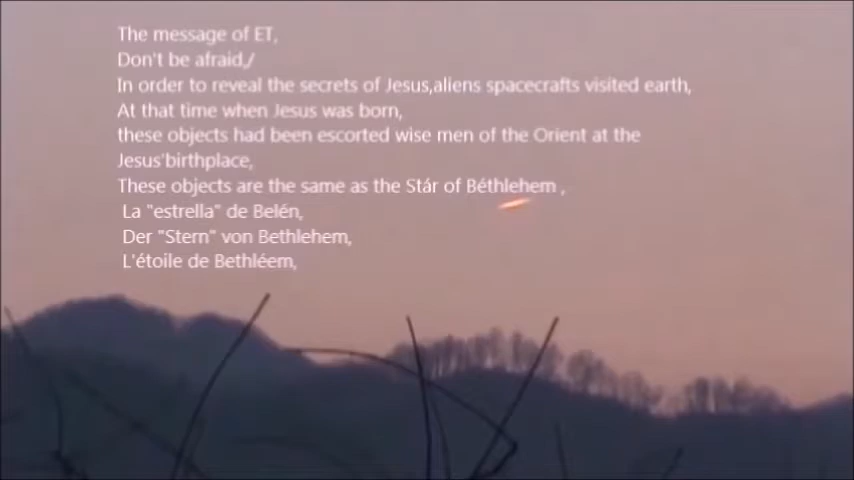 The message of ET,
Don't be afraid,/
In order to reveal the secrets of Jesus,aliens spacecrafts visited earth,
At that time when Jesus was born,
these objects had been escorted wise men of the Orient at the
Jesus'birthplace,
These objects are the same as the Stár of Béthlehem ,
La "estrella" de Belén,
Der "Stern" von Bethlehem,
L'étoile de Bethléem,